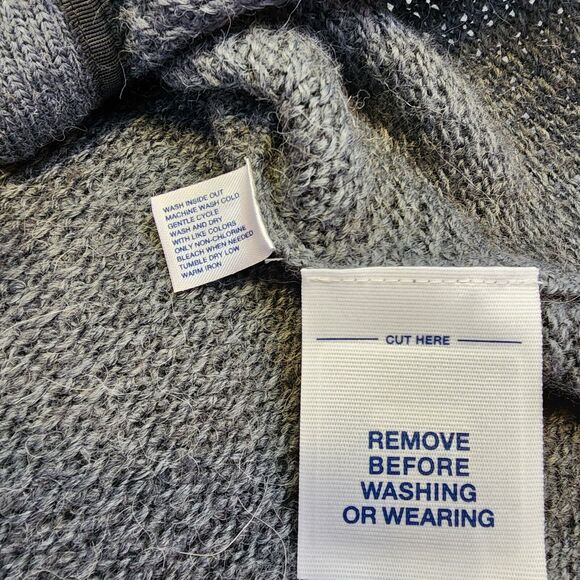 WASH INSIDE OUT
MACHINE WASH COLD
GENTLE CYCLE
WASH AND DRY
WITH LIKE COLORS
ONLY NON-CHLORINE
BLEACH WHEN NEEDED
TUMBLE DRY LOW
WARM IRON
CUT HERE
REMOVE
BEFORE
WASHING
OR WEARING